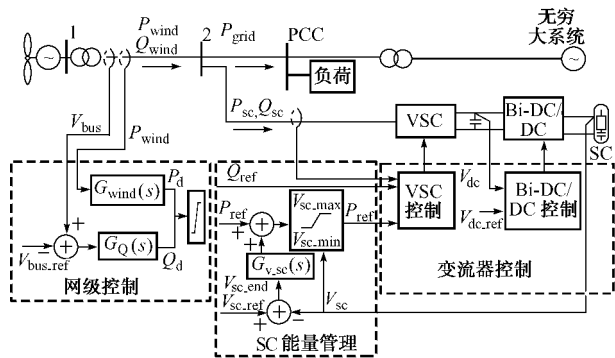 1
P_wind
Q_wind
2
P_grid
PCC
负荷
无穷
大系统
V_bus
P_wind
P_sc, Q_sc
VSC
Bi-DC/
DC
SC
G_wind(s)
P_d
G_Q(s)
Q_d
V_bus_ref
+
−
网级控制
Q_ref
P_ref
+
+
V_sc_max
V_sc_min
P_ref
G_v_sc(s)
V_sc_end
V_sc_ref
+
−
V_sc
SC 能量管理
VSC
控制
V_dc
V_dc_ref
Bi-DC/
DC 控制
变流器控制